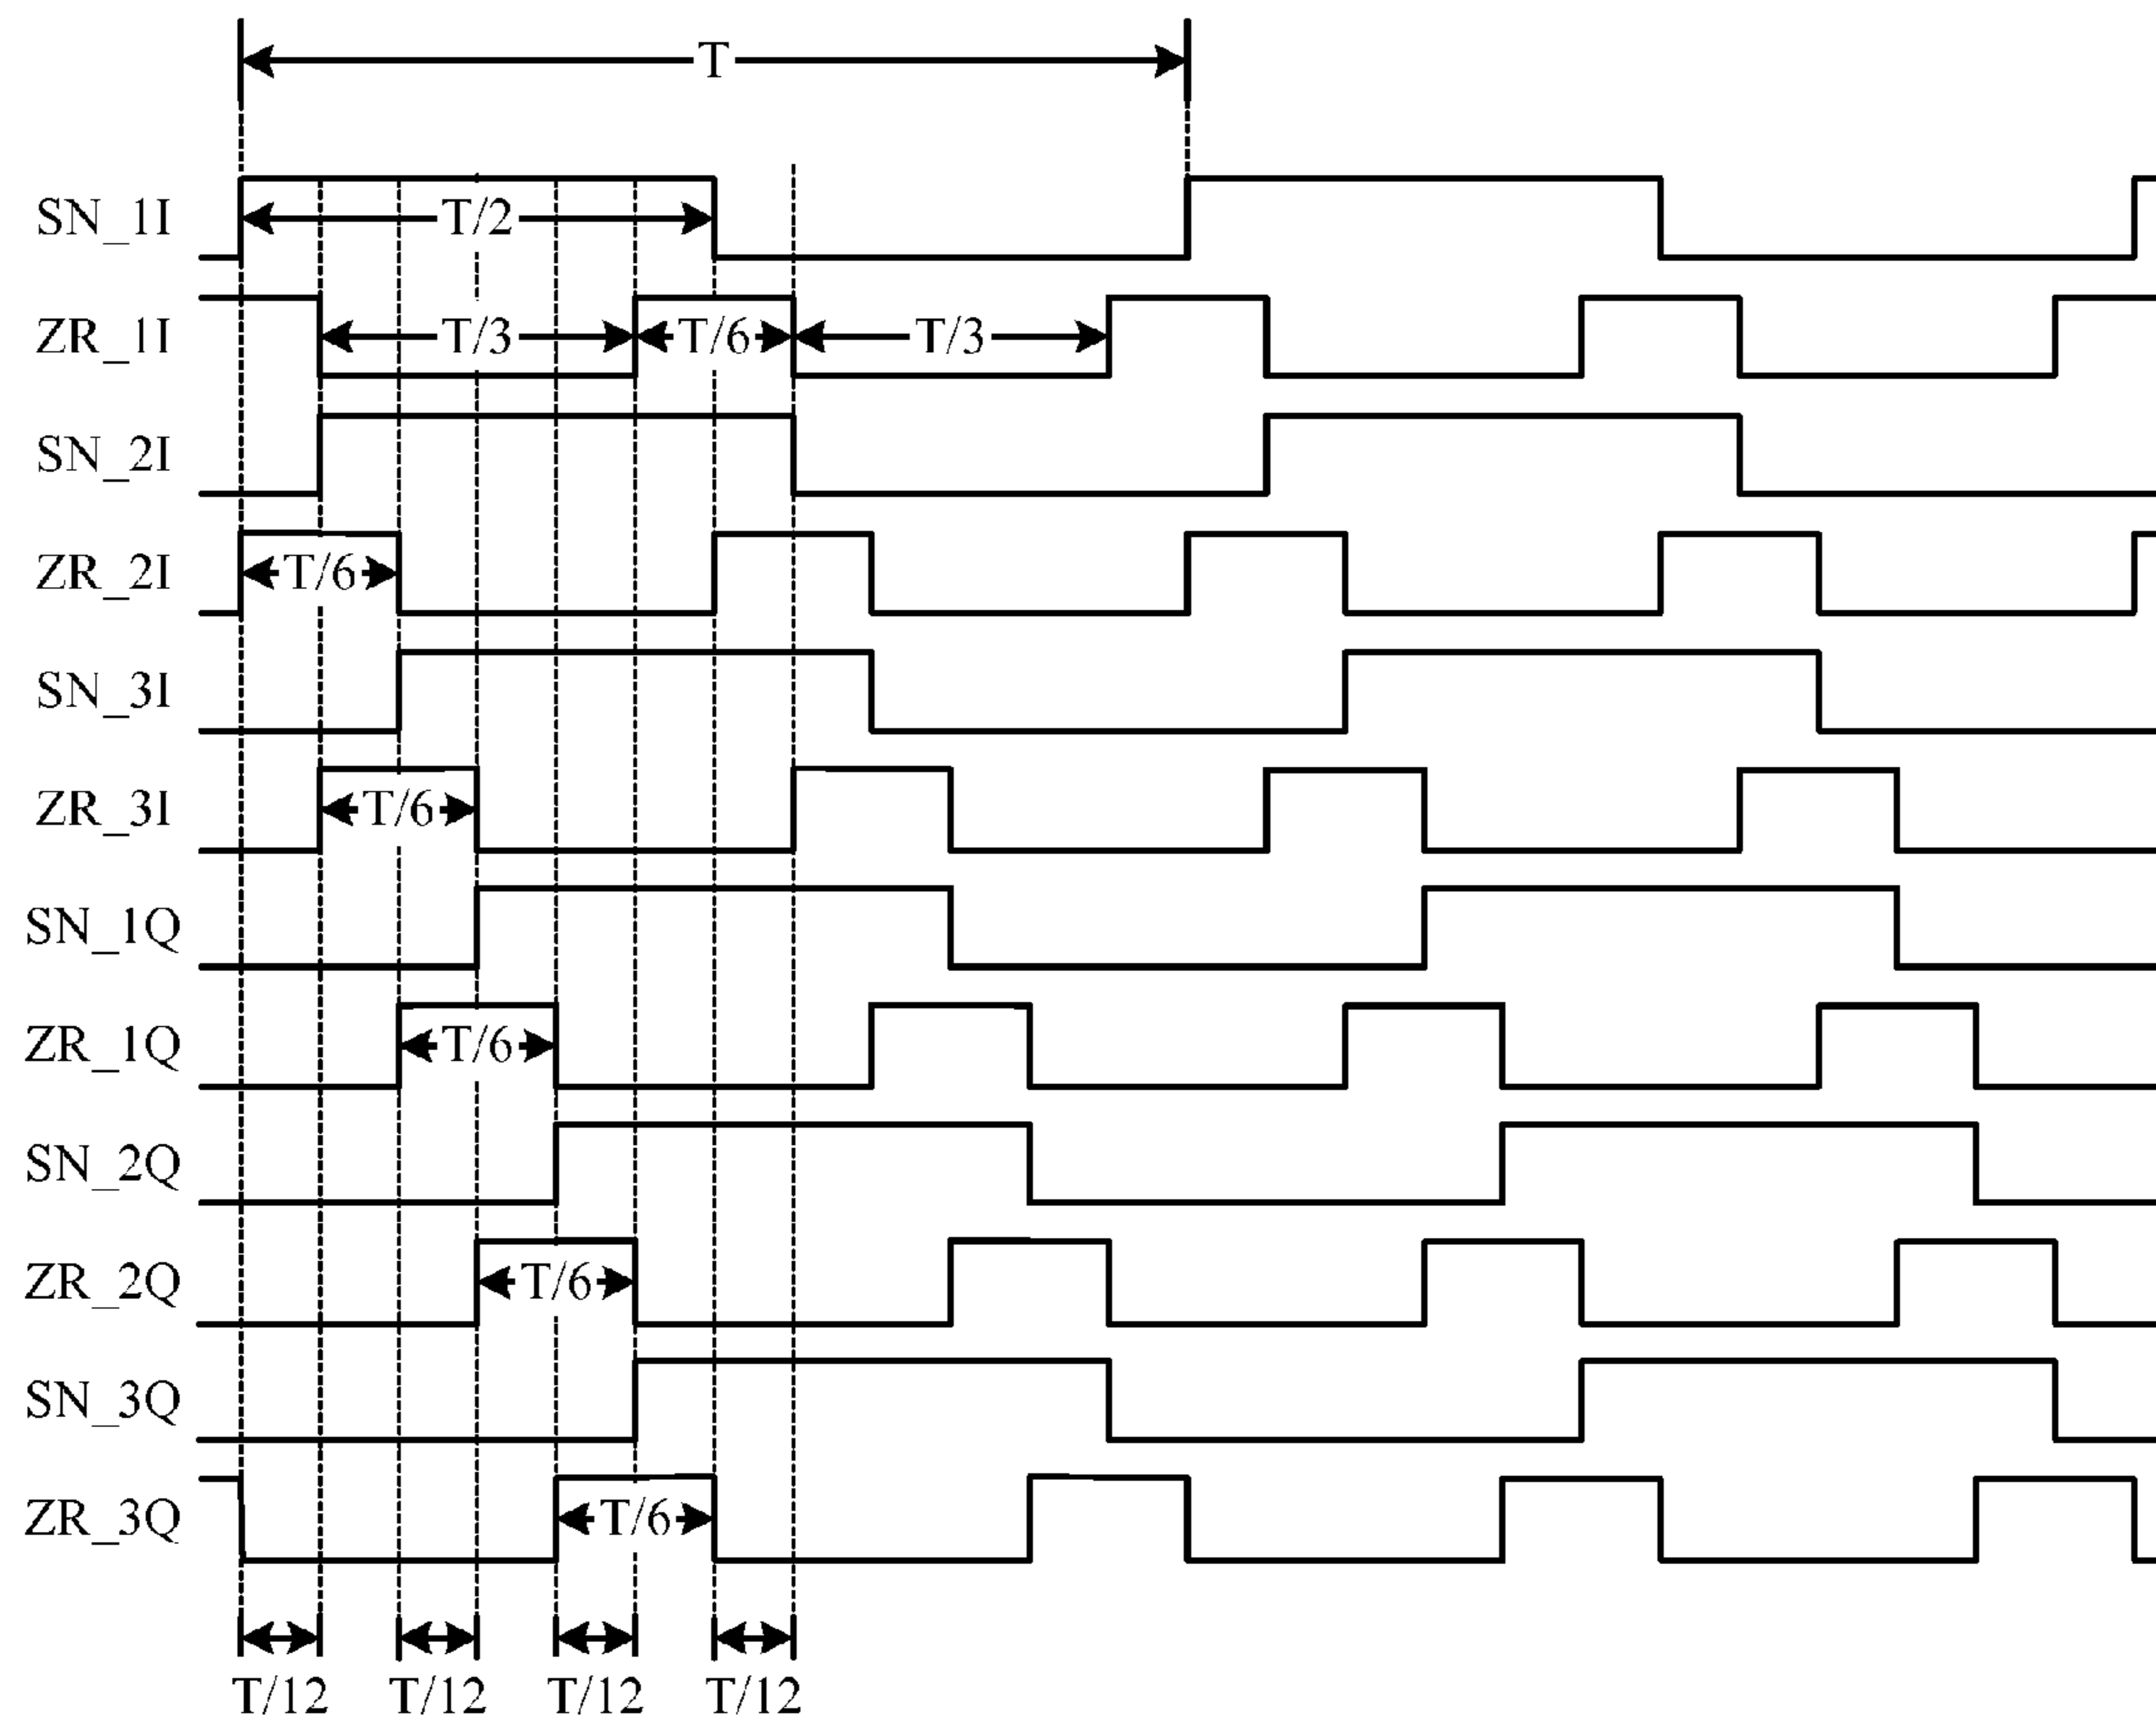 T
SN_1I T/2
ZR_1I T/3 T/6 T/3
SN_2I
ZR_2I T/6
SN_3I
ZR_3I T/6
SN_1Q
ZR_1Q T/6
SN_2Q
ZR_2Q T/6
SN_3Q
ZR_3Q T/6
T/12 T/12 T/12 T/12